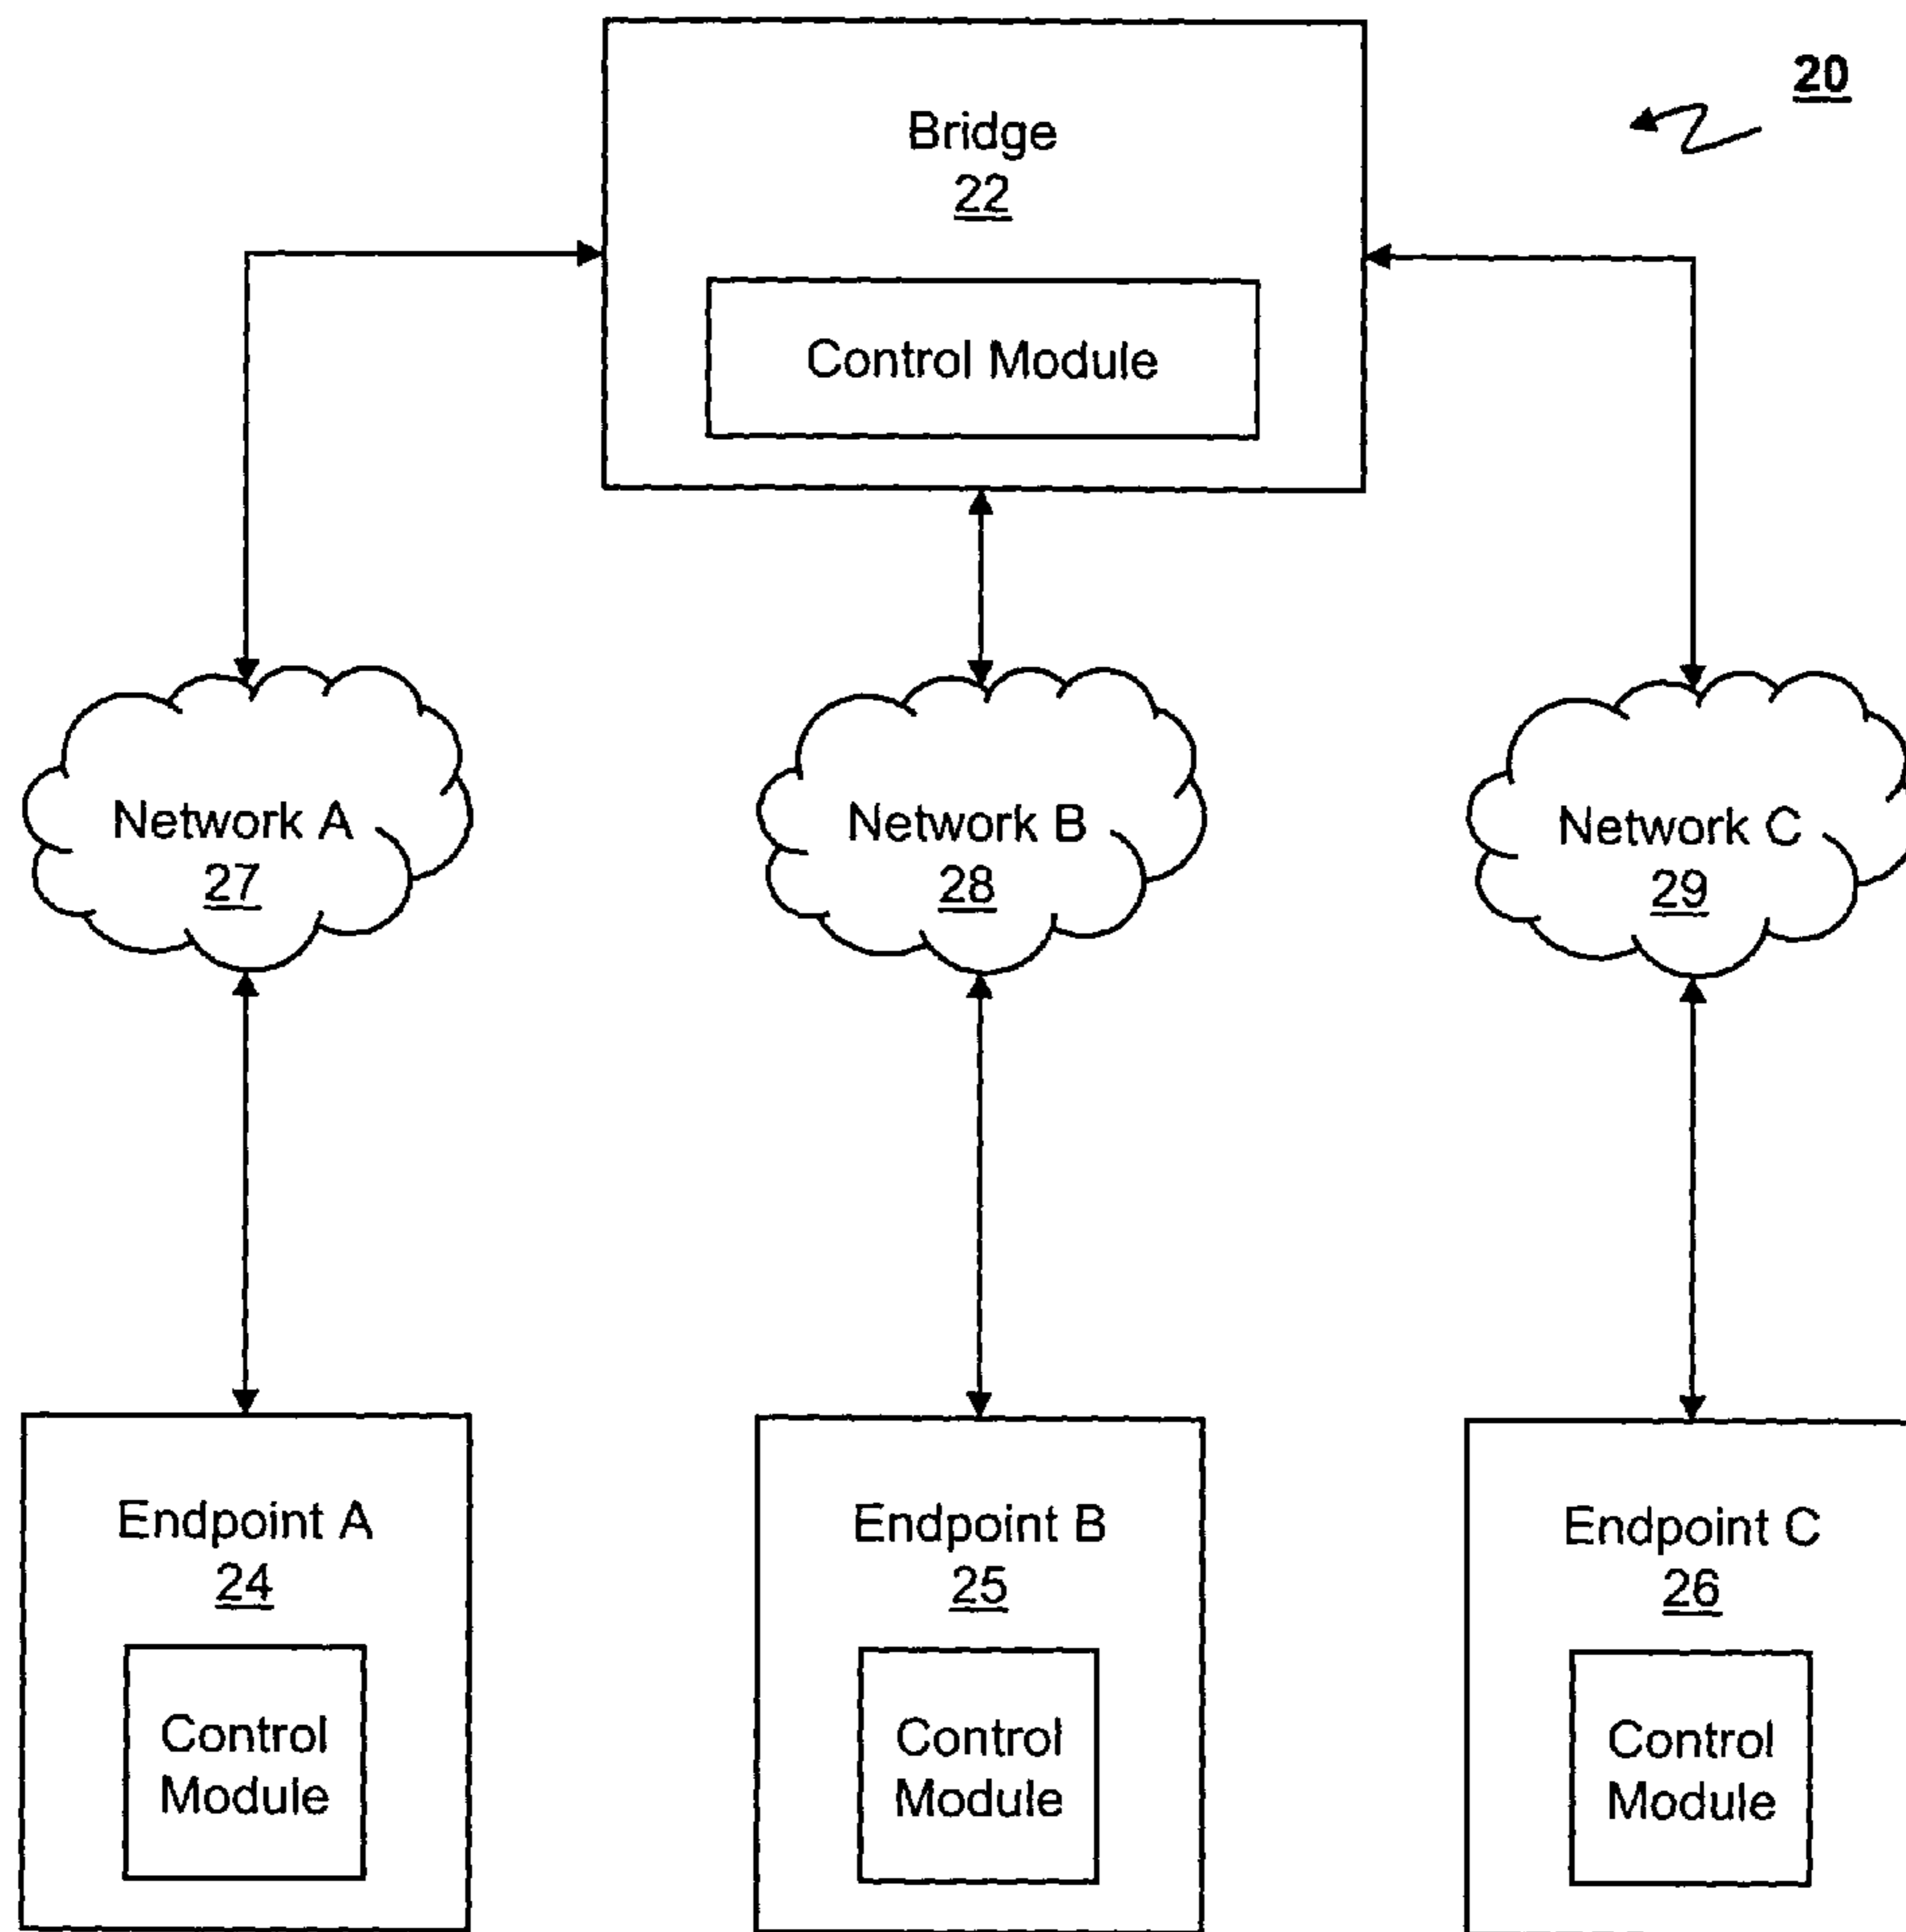 20
Bridge
22
Control Module
Network A
27
Network B
28
Network C
29
Endpoint A
24
Control
Module
Endpoint B
25
Control
Module
Endpoint C
26
Control
Module